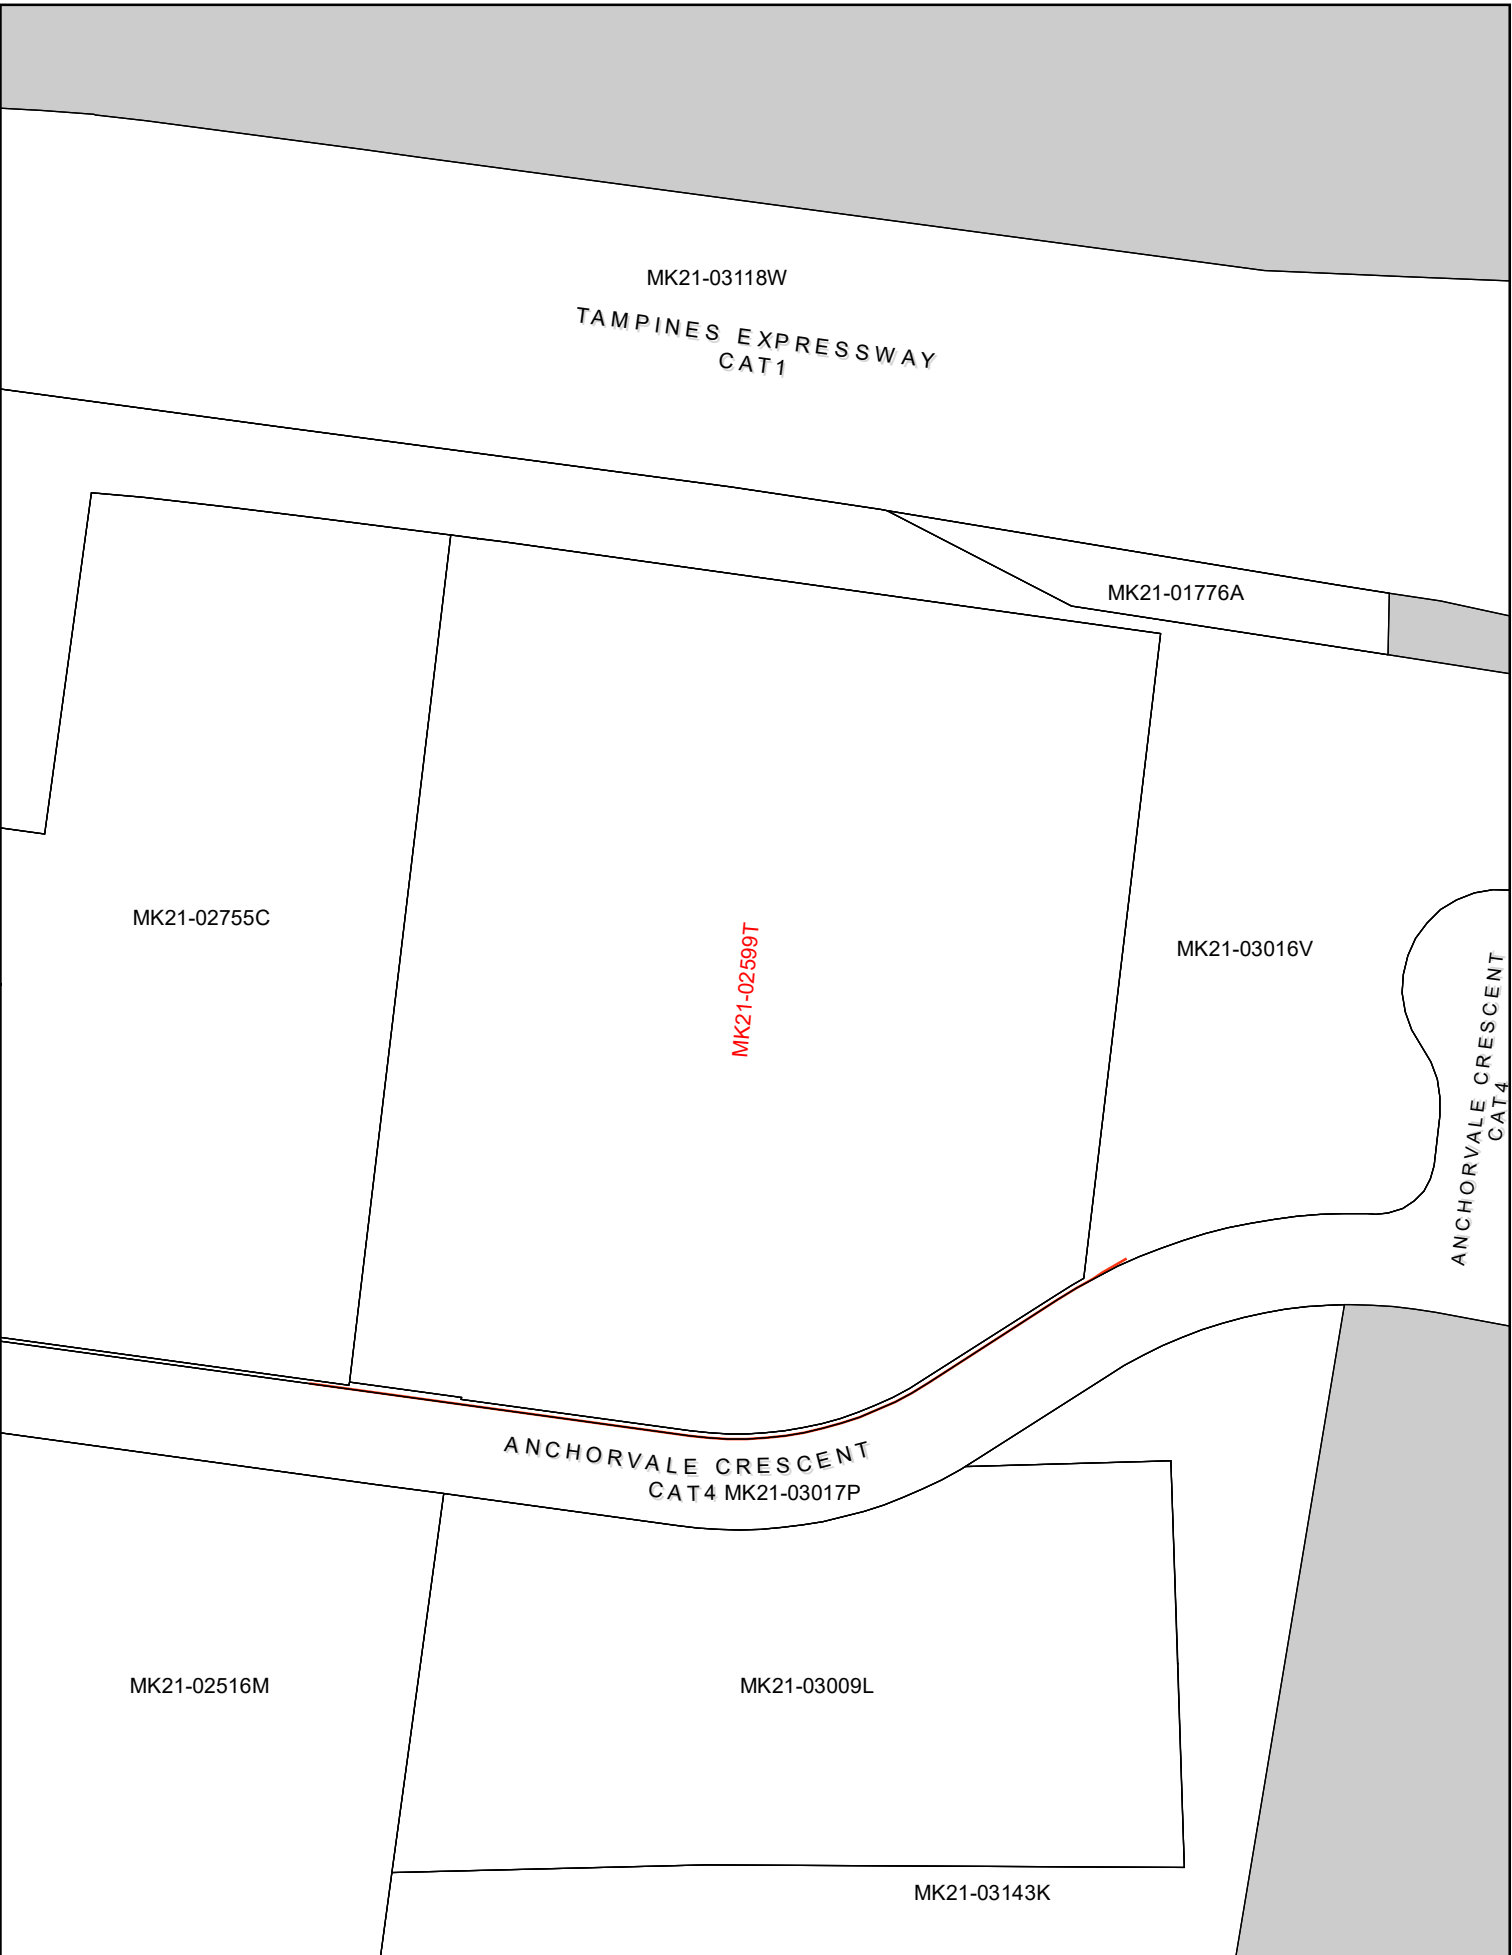 MK21-03118W
TAMPINES EXPRESSWAY
CAT1
MK21-01776A
MK21-02755C
MK21-02599T
MK21-03016V
ANCHORVALE CRESCENT
CAT4
ANCHORVALE CRESCENT
CAT4 MK21-03017P
MK21-02516M
MK21-03009L
MK21-03143K